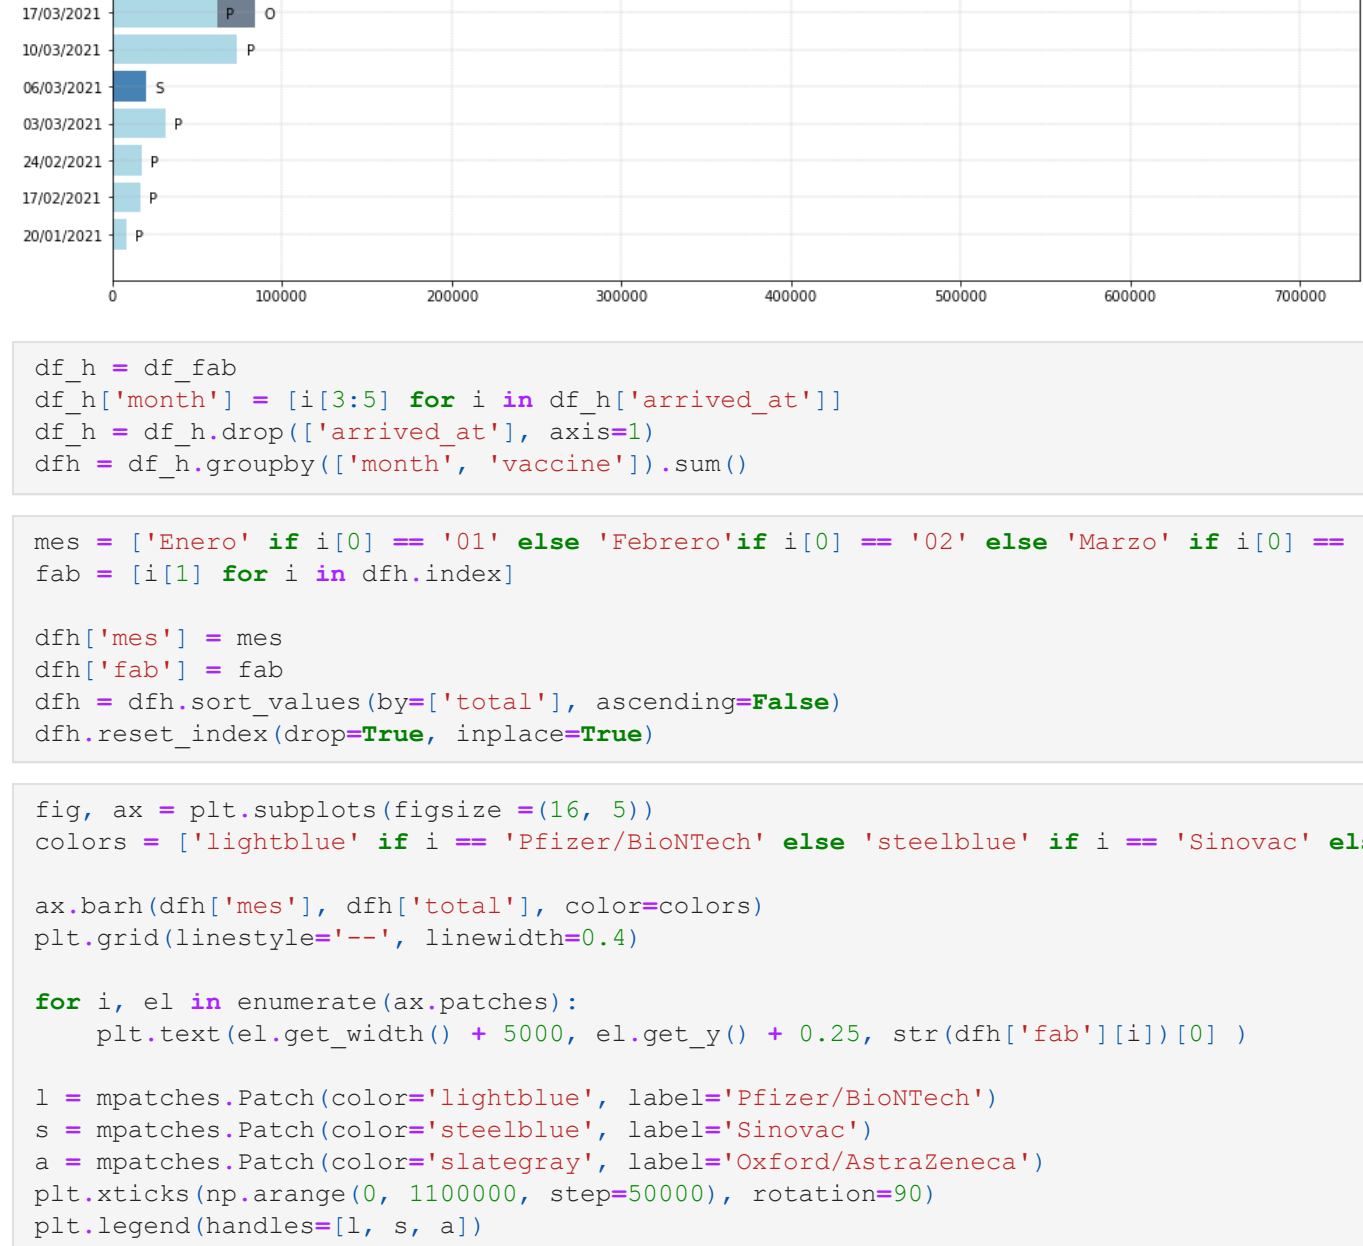 17/03/2021 P O
10/03/2021 P
06/03/2021 S
03/03/2021 P
24/02/2021 P
17/02/2021 P
20/01/2021 P
0 100000 200000 300000 400000 500000 600000 700000
df_h = df_fab
df_h['month'] = [i[3:5] for i in df_h['arrived_at']]
df_h = df_h.drop(['arrived_at'], axis=1)
dfh = df_h.groupby(['month', 'vaccine']).sum()
mes = ['Enero' if i[0] == '01' else 'Febrero'if i[0] == '02' else 'Marzo' if i[0] ==
fab = [i[1] for i in dfh.index]
dfh['mes'] = mes
dfh['fab'] = fab
dfh = dfh.sort_values(by=['total'], ascending=False)
dfh.reset_index(drop=True, inplace=True)
fig, ax = plt.subplots(figsize =(16, 5))
colors = ['lightblue' if i == 'Pfizer/BioNTech' else 'steelblue' if i == 'Sinovac' els
ax.barh(dfh['mes'], dfh['total'], color=colors)
plt.grid(linestyle='--', linewidth=0.4)
for i, el in enumerate(ax.patches):
    plt.text(el.get_width() + 5000, el.get_y() + 0.25, str(dfh['fab'][i])[0] )
l = mpatches.Patch(color='lightblue', label='Pfizer/BioNTech')
s = mpatches.Patch(color='steelblue', label='Sinovac')
a = mpatches.Patch(color='slategray', label='Oxford/AstraZeneca')
plt.xticks(np.arange(0, 1100000, step=50000), rotation=90)
plt.legend(handles=[l, s, a])